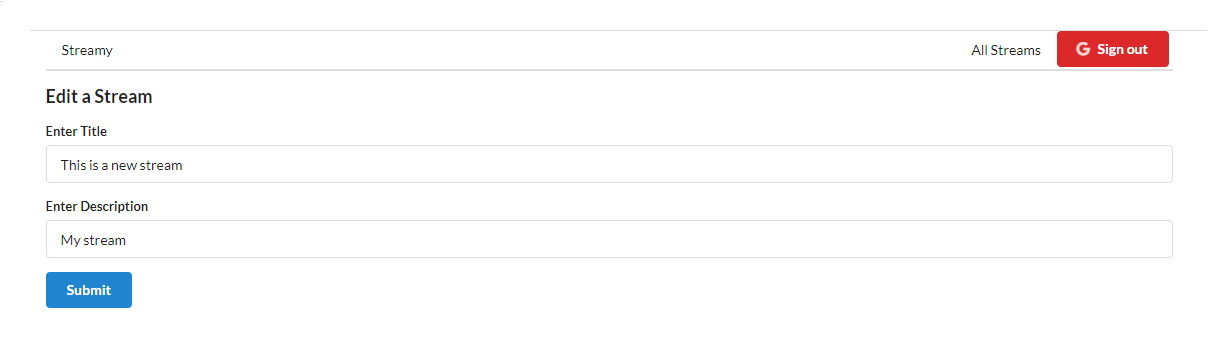 Streamy All Streams Sign out
Edit a Stream
Enter Title
This is a new stream
Enter Description
My stream
Submit